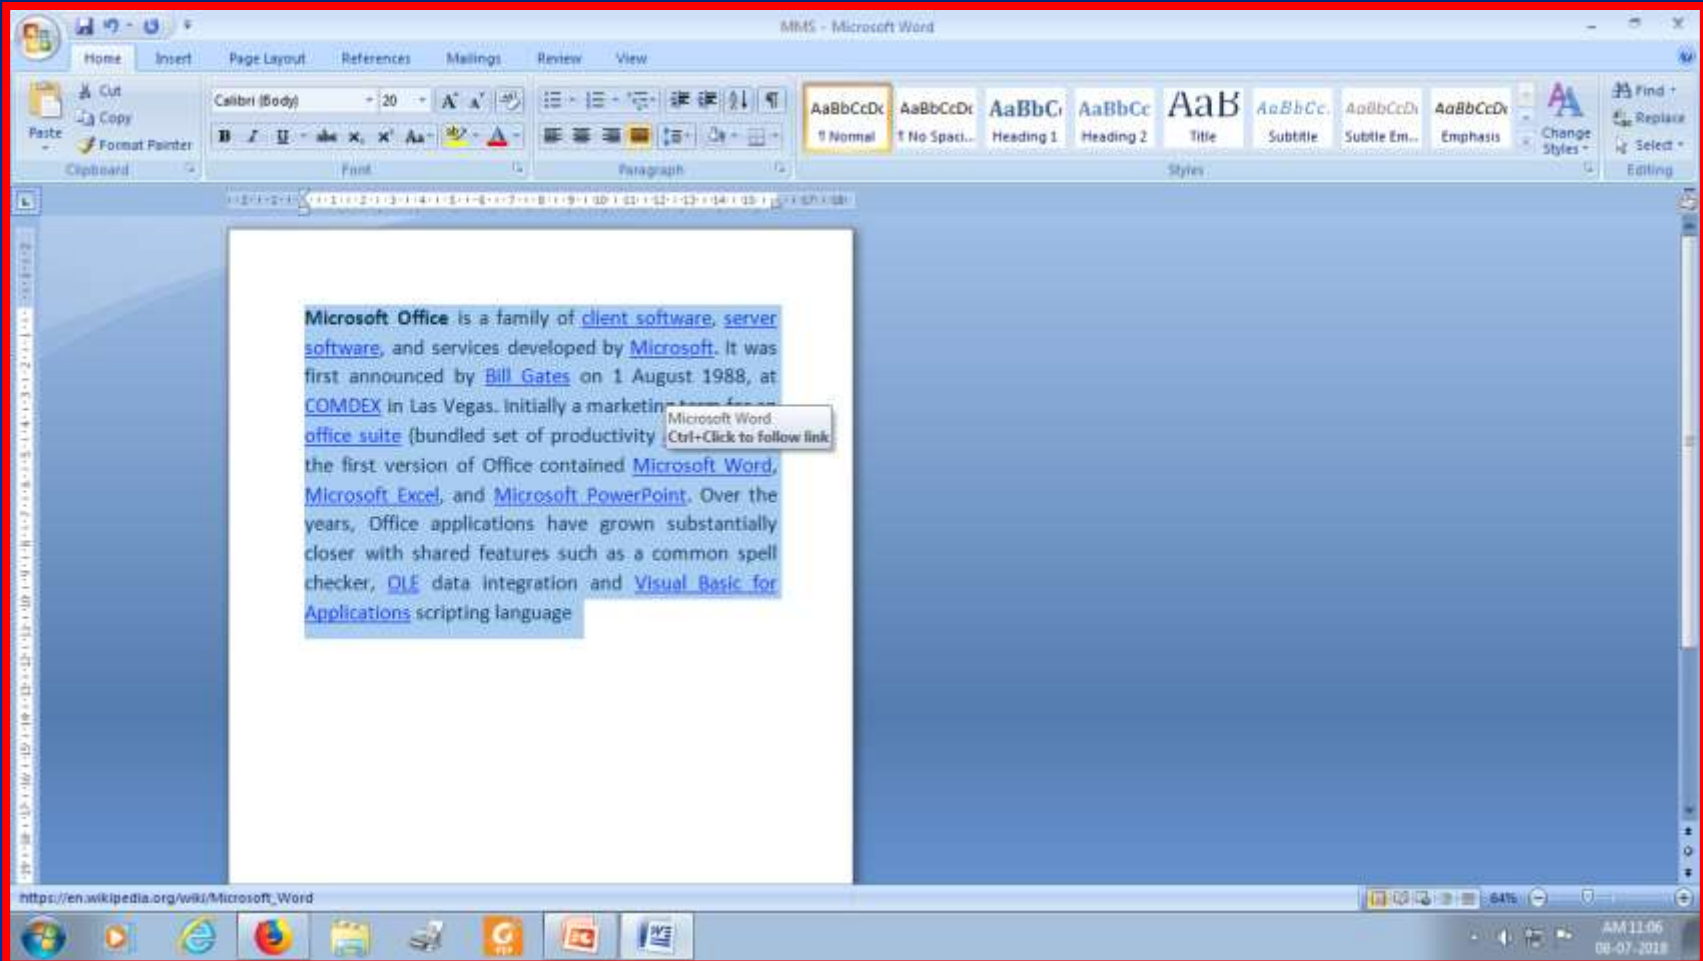 MMS - Microsoft Word
Home Insert Page Layout References Mailings Review View
Paste
Cut
Copy
Format Painter
Clipboard
Calibri (Body) 20
Font
Paragraph
AaBbCcDc AaBbCcDc AaBbC AaBbCc AaB AaBbCc. AaBbCcDc AaBbCcDc
¶ Normal ¶ No Spaci... Heading 1 Heading 2 Title Subtitle Subtle Em... Emphasis
Change Styles
Styles
Find
Replace
Select
Editing
Microsoft Office is a family of client software, server
software, and services developed by Microsoft. It was
first announced by Bill Gates on 1 August 1988, at
COMDEX in Las Vegas. Initially a marketing
office suite (bundled set of productivity
the first version of Office contained Microsoft Word,
Microsoft Excel, and Microsoft PowerPoint. Over the
years, Office applications have grown substantially
closer with shared features such as a common spell
checker, OLE data integration and Visual Basic for
Applications scripting language
Microsoft Word
Ctrl+Click to follow link
https://en.wikipedia.org/wiki/Microsoft_Word
64%
AM 11:06
08-07-2018